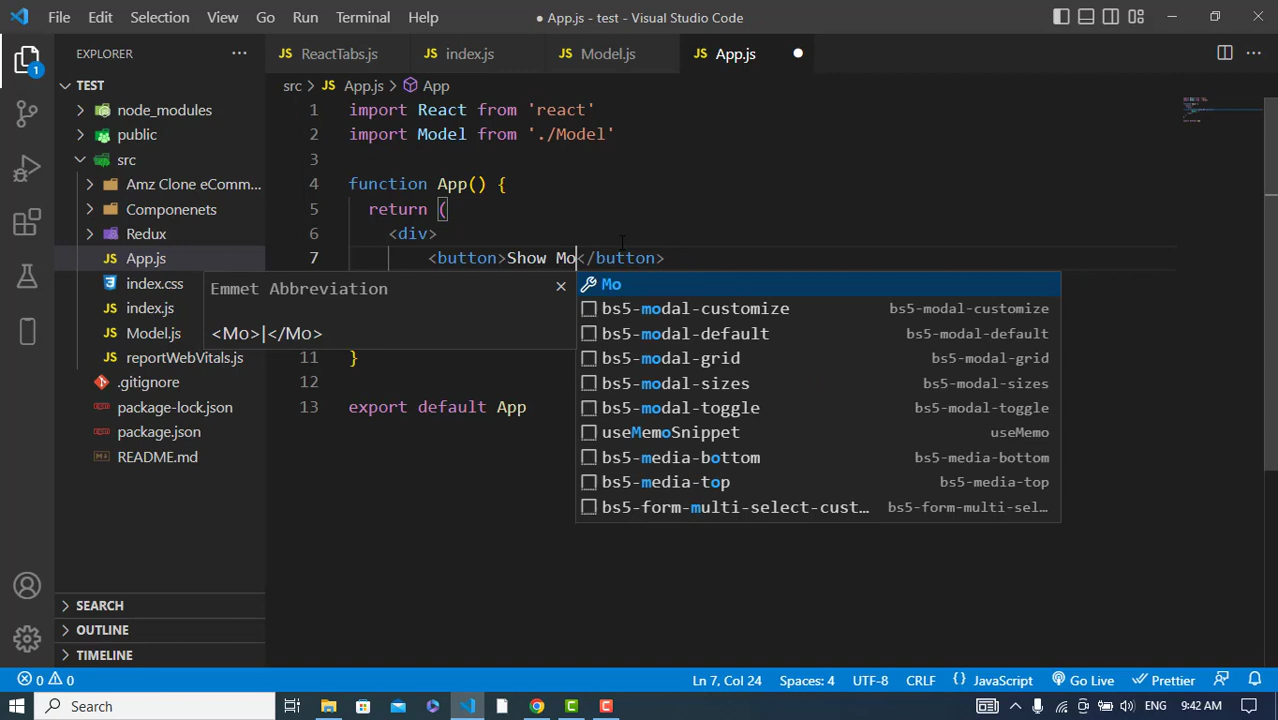 File Edit Selection View Go Run Terminal Help
● App.js - test - Visual Studio Code
EXPLORER ···
ReactTabs.js index.js Model.js App.js
1
TEST
node_modules
public
src
Amz Clone eComm...
Componenets
Redux
App.js
index.css
index.js
Model.js
reportWebVitals.js
.gitignore
package-lock.json
package.json
README.md
SEARCH
OUTLINE
TIMELINE
src > App.js > App
1 import React from 'react'
2 import Model from './Model'
3
4 function App() {
5 return (
6 <div>
7 <button>Show Mo</button>
Emmet Abbreviation
<Mo>|</Mo>
Mo
bs5-modal-customize bs5-modal-customize
bs5-modal-default bs5-modal-default
bs5-modal-grid bs5-modal-grid
bs5-modal-sizes bs5-modal-sizes
bs5-modal-toggle bs5-modal-toggle
useMemoSnippet useMemo
bs5-media-bottom bs5-media-bottom
bs5-media-top bs5-media-top
bs5-form-multi-select-cust... bs5-form-multi-sel...
11 }
12
13 export default App
0 0 Ln 7, Col 24 Spaces: 4 UTF-8 CRLF {} JavaScript Go Live Prettier
Search ENG 9:42 AM